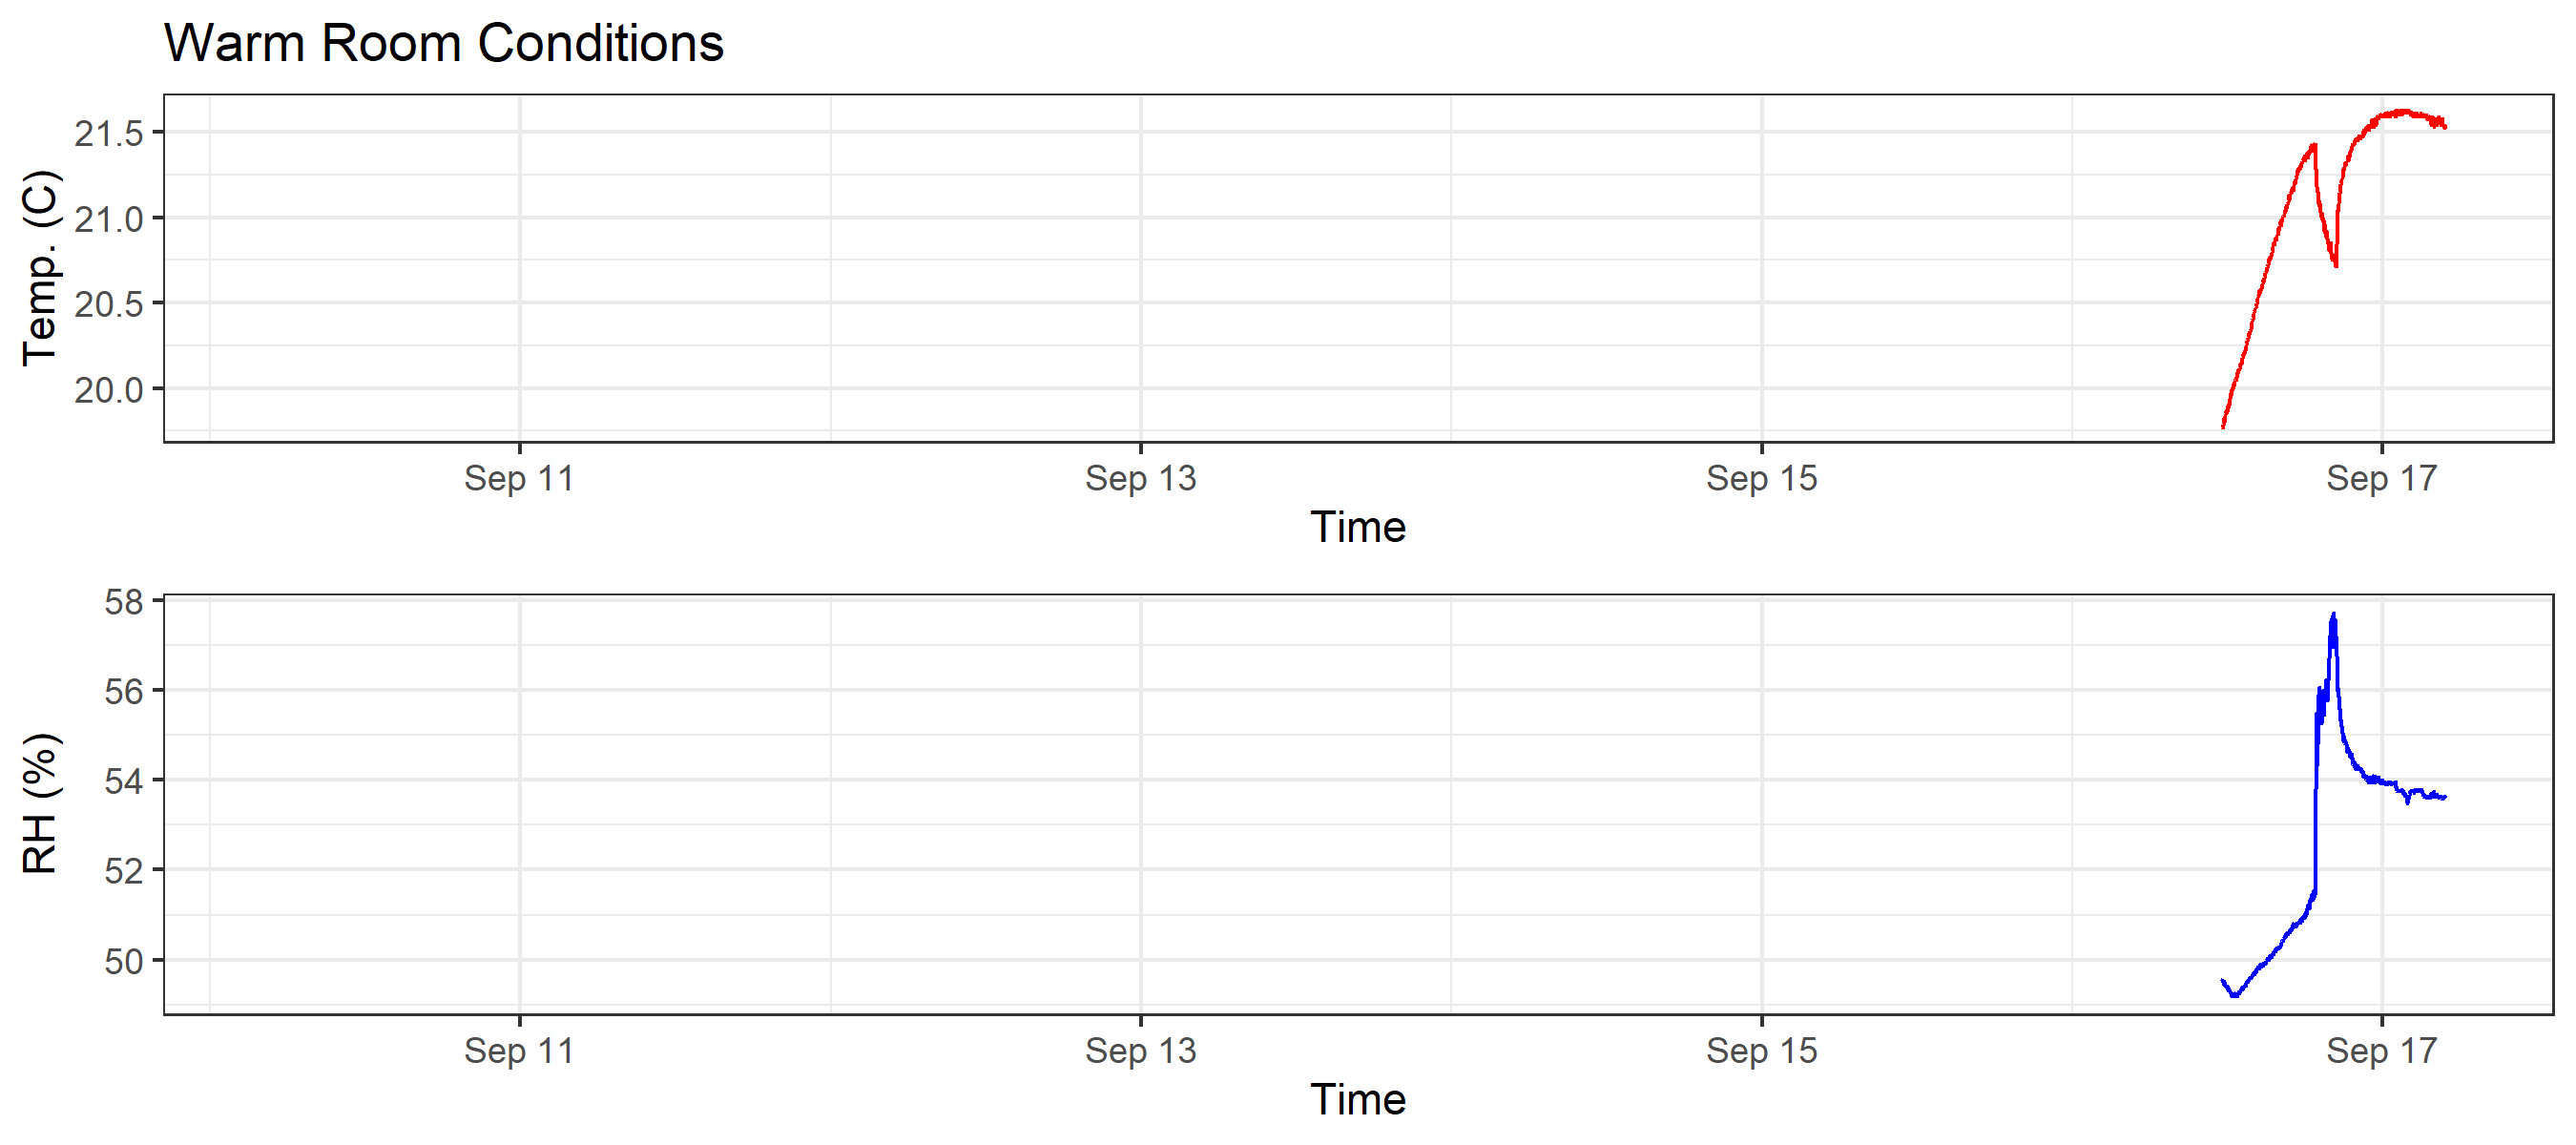 Warm Room Conditions
Temp. (C)
21.5
21.0
20.5
20.0
Sep 11 Sep 13 Sep 15 Sep 17
Time
RH (%)
58
56
54
52
50
Sep 11 Sep 13 Sep 15 Sep 17
Time